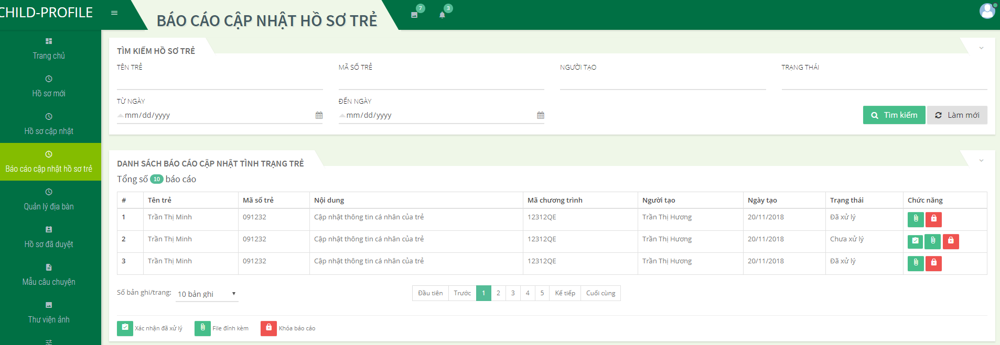 CHILD-PROFILE
BÁO CÁO CẬP NHẬT HỒ SƠ TRẺ
7
3
Trang chủ
Hồ sơ mới
Hồ sơ cập nhật
Báo cáo cập nhật hồ sơ trẻ
Quản lý địa bàn
Hồ sơ đã duyệt
Mẫu câu chuyện
Thư viện ảnh
TÌM KIẾM HỒ SƠ TRẺ
TÊN TRẺ MÃ SỐ TRẺ NGƯỜI TẠO TRẠNG THÁI
TỪ NGÀY ĐẾN NGÀY
mm/dd/yyyy mm/dd/yyyy Tìm kiếm Làm mới
DANH SÁCH BÁO CÁO CẬP NHẬT TÌNH TRẠNG TRẺ
Tổng số 10 báo cáo
# Tên trẻ Mã số trẻ Nội dung Mã chương trình Người tạo Ngày tạo Trạng thái Chức năng
1 Trần Thị Minh 091232 Cập nhật thông tin cá nhân của trẻ 12312QE Trần Thị Hương 20/11/2018 Đã xử lý
2 Trần Thị Minh 091232 Cập nhật thông tin cá nhân của trẻ 12312QE Trần Thị Hương 20/11/2018 Chưa xử lý
3 Trần Thị Minh 091232 Cập nhật thông tin cá nhân của trẻ 12312QE Trần Thị Hương 20/11/2018 Đã xử lý
Số bản ghi/trang: 10 bản ghi Đầu tiên Trước 1 2 3 4 5 Kế tiếp Cuối cùng
Xác nhận đã xử lý File đính kèm Khóa báo cáo